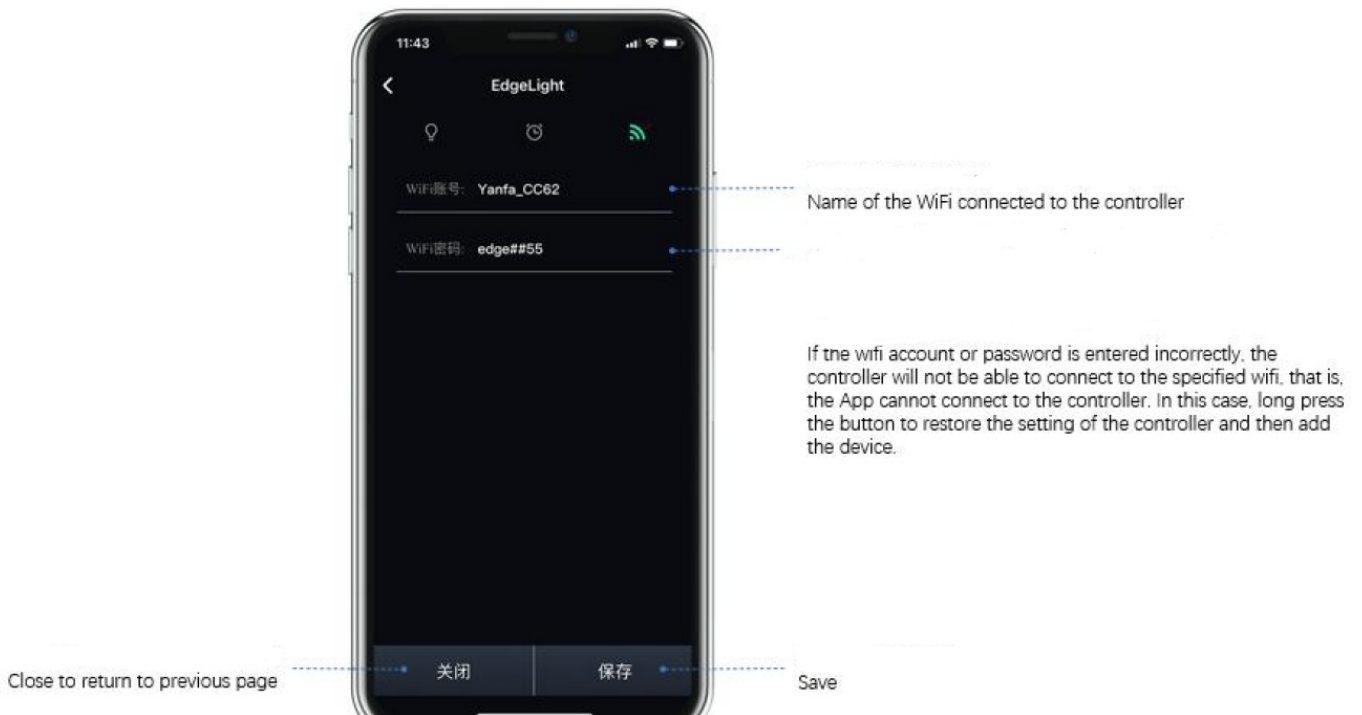 11:43
EdgeLight
WiFi账号: Yanfa_CC62
Name of the WiFi connected to the controller
WiFi密码: edge##55
If the wifi account or password is entered incorrectly, the
controller will not be able to connect to the specified wifi, that is,
the App cannot connect to the controller. In this case, long press
the button to restore the setting of the controller and then add
the device.
Close to return to previous page
关闭
保存
Save